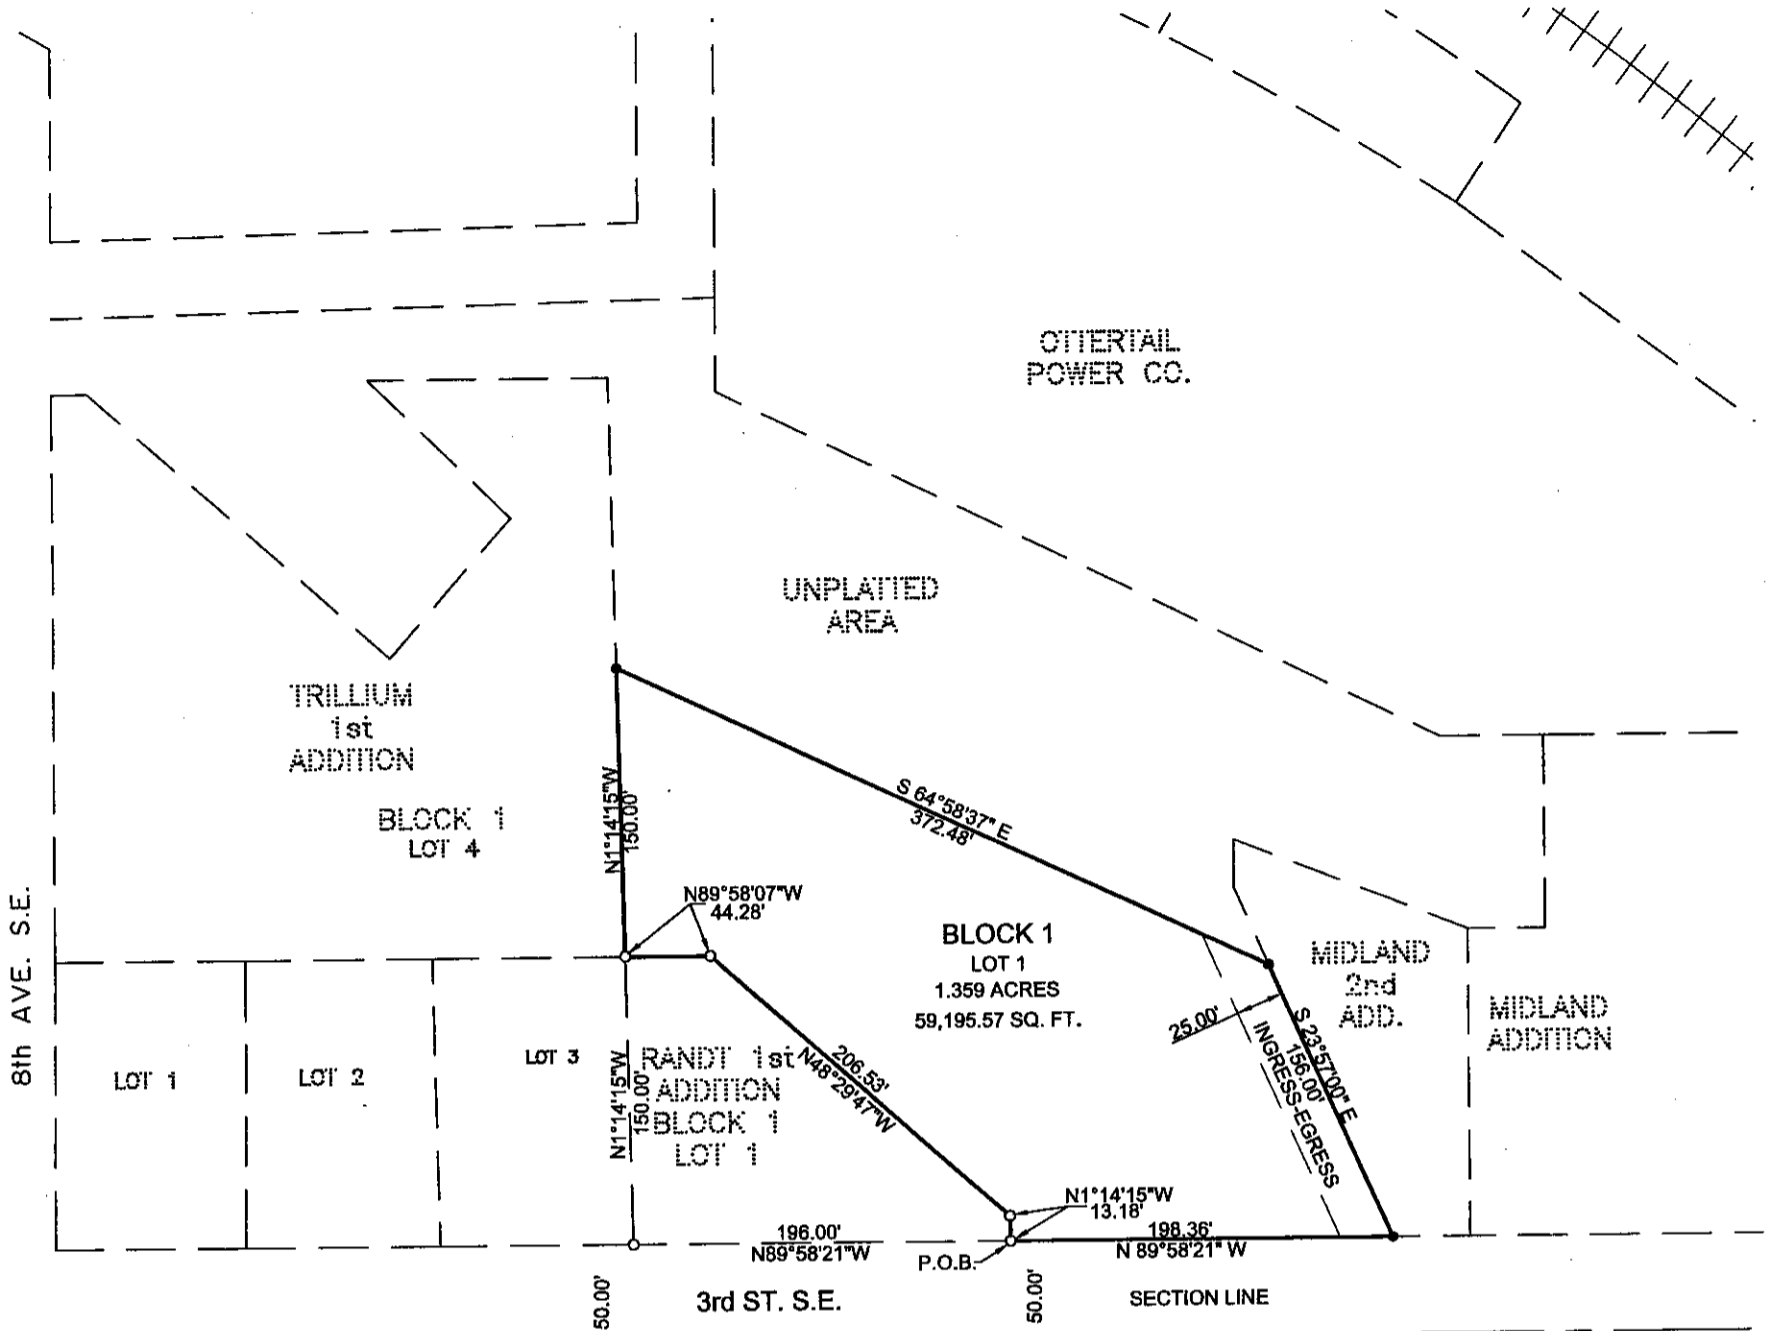 OTTERTAIL
POWER CO.
UNPLATTED
AREA
TRILLIUM
1st
ADDITION
BLOCK 1
LOT 4
N1°14'15"W
150.00'
S 64°58'37" E
372.48'
N89°58'07"W
44.28'
BLOCK 1
LOT 1
1.359 ACRES
59,195.57 SQ. FT.
MIDLAND
2nd
ADD.
MIDLAND
ADDITION
25.00'
S 23°57'00" E
156.00'
INGRESS-EGRESS
8th AVE. S.E.
LOT 1
LOT 2
LOT 3
N1°14'15"W
150.00'
RANDT 1st
ADDITION
BLOCK 1
LOT 1
206.53'
N48°29'47"W
N1°14'15"W
13.18'
196.00'
N89°58'21"W
198.36'
N 89°58'21" W
P.O.B.
50.00'
3rd ST. S.E.
50.00'
SECTION LINE